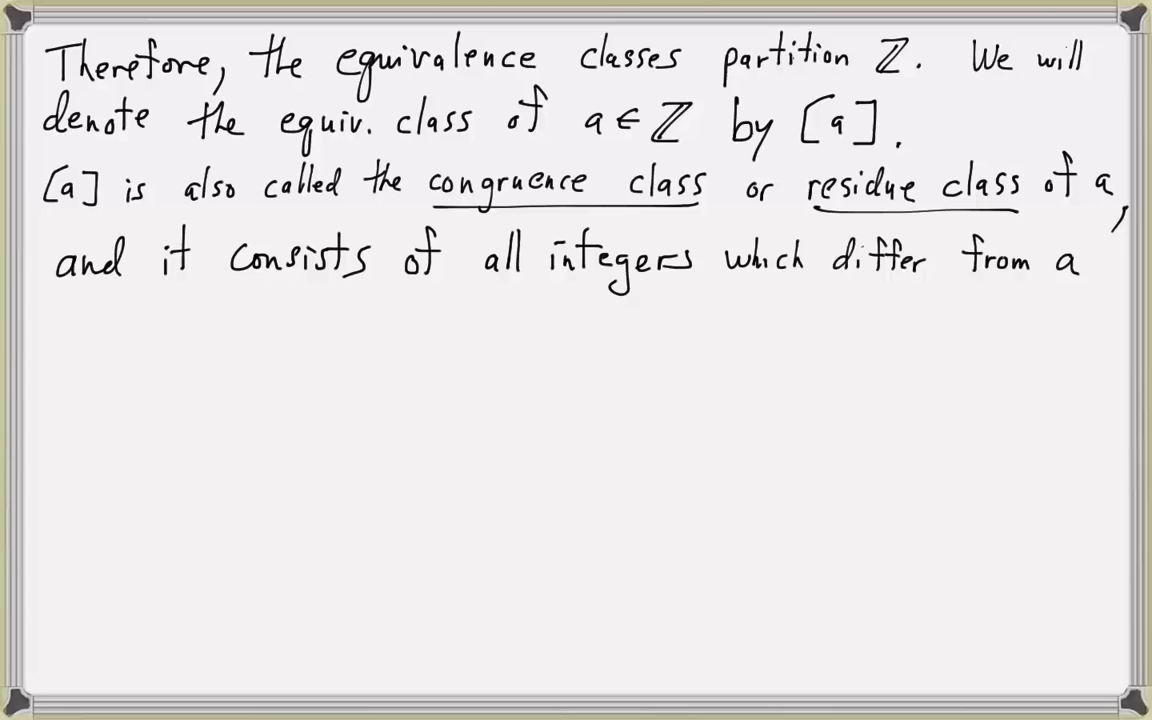 Therefore, the equivalence classes partition ℤ. We will
denote the equiv. class of a ∈ ℤ by [a].
[a] is also called the congruence class or residue class of a,
and it consists of all integers which differ from a